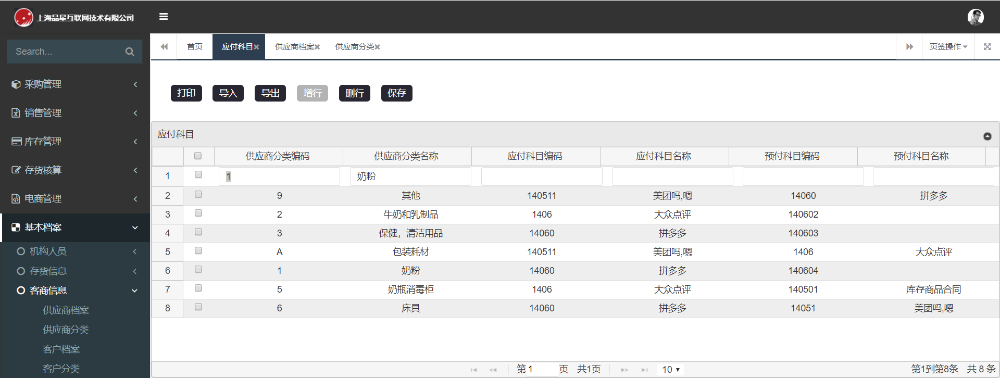 上海品星互联网技术有限公司
Search...
采购管理
销售管理
库存管理
存货核算
电商管理
基本档案
机构人员
存货信息
客商信息
供应商档案
供应商分类
客户档案
客户分类
首页 应付科目 供应商档案 供应商分类 页签操作
打印 导入 导出 增行 删行 保存
应付科目
供应商分类编码 供应商分类名称 应付科目编码 应付科目名称 预付科目编码 预付科目名称
1 1 奶粉
2 9 其他 140511 美团吗,嗯 14060 拼多多
3 2 牛奶和乳制品 1406 大众点评 140602
4 3 保健，清洁用品 14060 拼多多 140603
5 A 包装耗材 140511 美团吗,嗯 1406 大众点评
6 1 奶粉 14060 拼多多 140604
7 5 奶瓶消毒柜 1406 大众点评 140501 库存商品合同
8 6 床具 14060 拼多多 14051 美团吗,嗯
第 1 页 共1页 10 第1到第8条 共 8 条